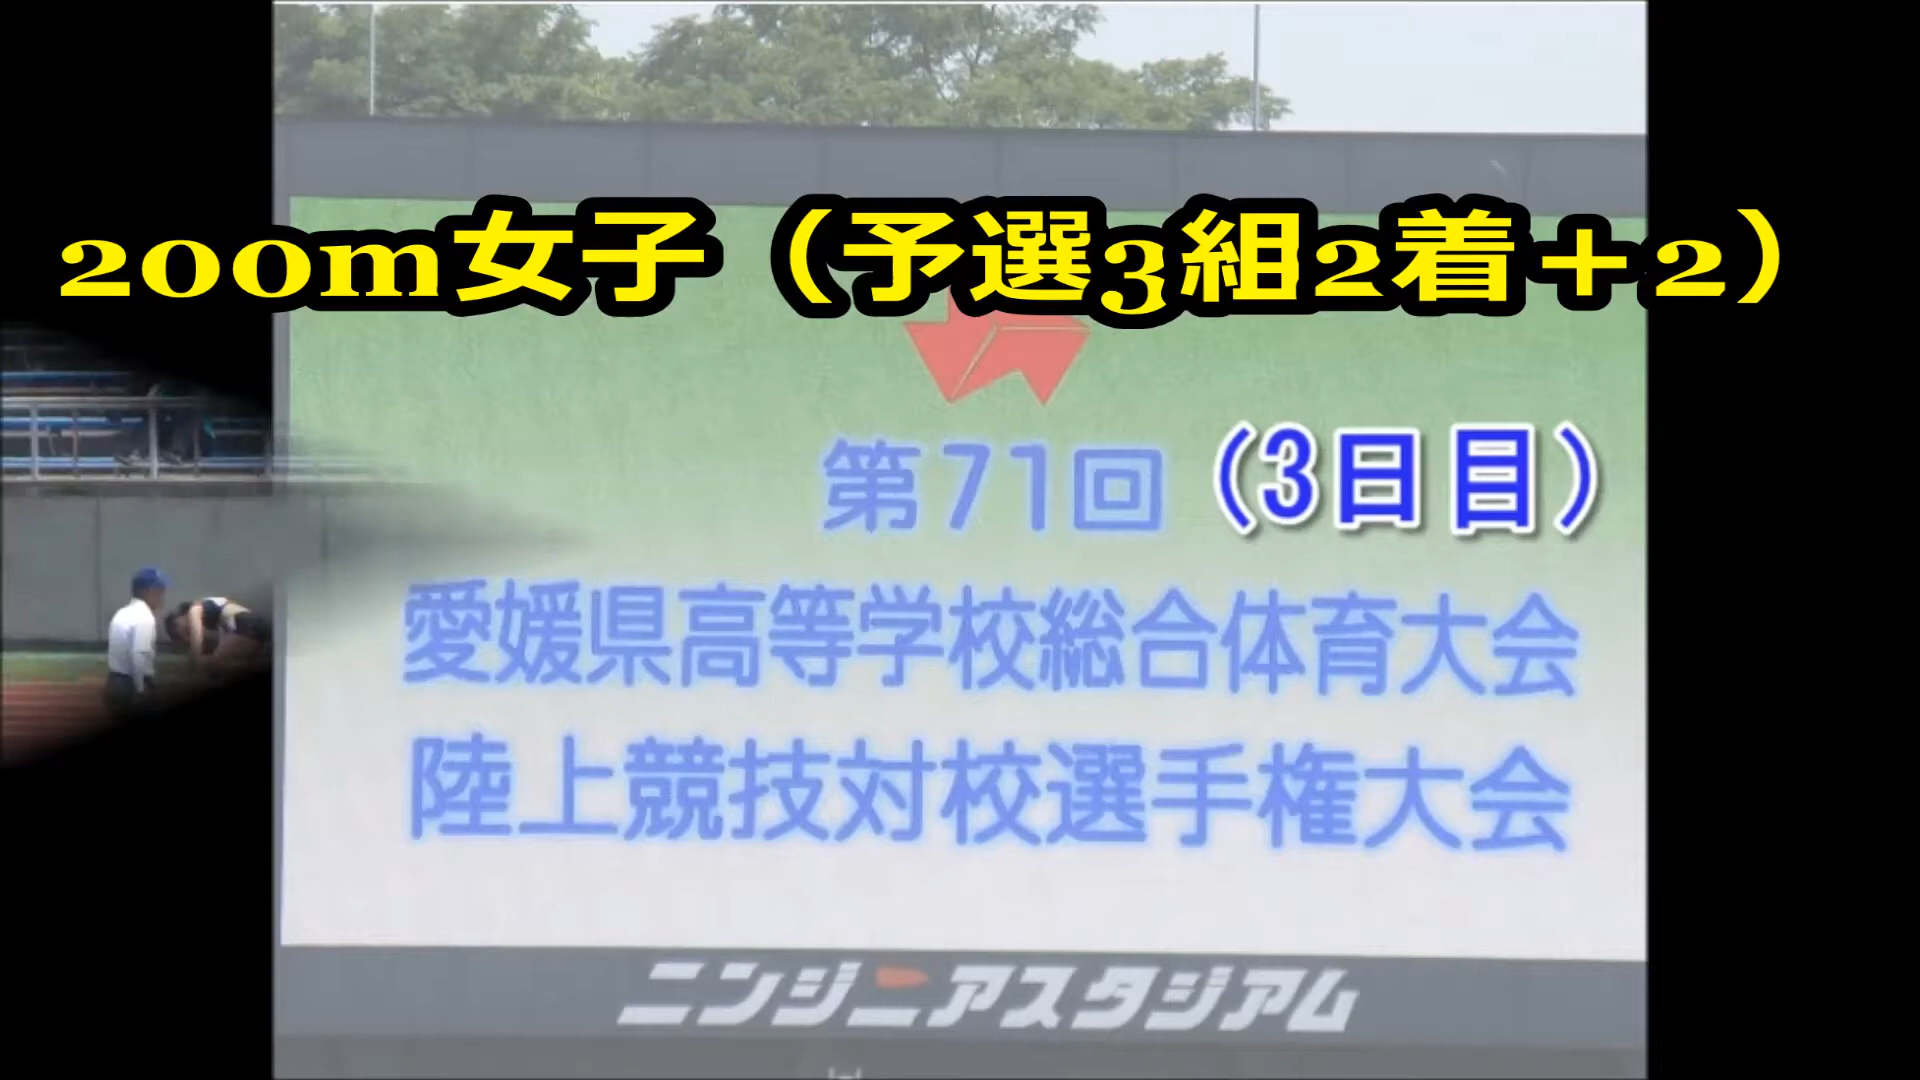 200m女子（予選3組2着＋2）
第71回（3日目）
愛媛県高等学校総合体育大会
陸上競技対校選手権大会
ニンジニアスタジアム